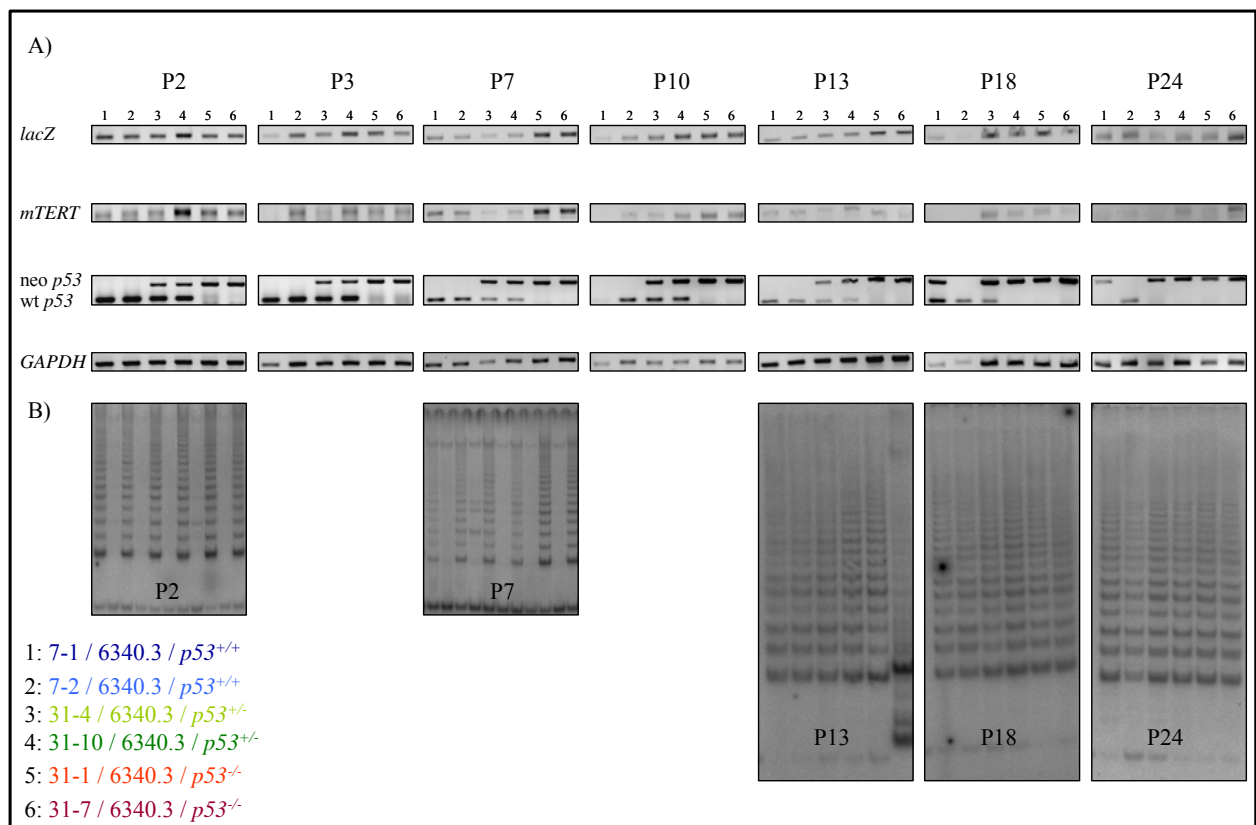 A)
P2 P3 P7 P10 P13 P18 P24
1 2 3 4 5 6 1 2 3 4 5 6 1 2 3 4 5 6 1 2 3 4 5 6 1 2 3 4 5 6 1 2 3 4 5 6 1 2 3 4 5 6
lacZ
mTERT
neo p53
wt p53
GAPDH
B)
P2 P7
P13 P18 P24
1: 7-1 / 6340.3 / p53+/+
2: 7-2 / 6340.3 / p53+/+
3: 31-4 / 6340.3 / p53+/-
4: 31-10 / 6340.3 / p53+/-
5: 31-1 / 6340.3 / p53-/-
6: 31-7 / 6340.3 / p53-/-